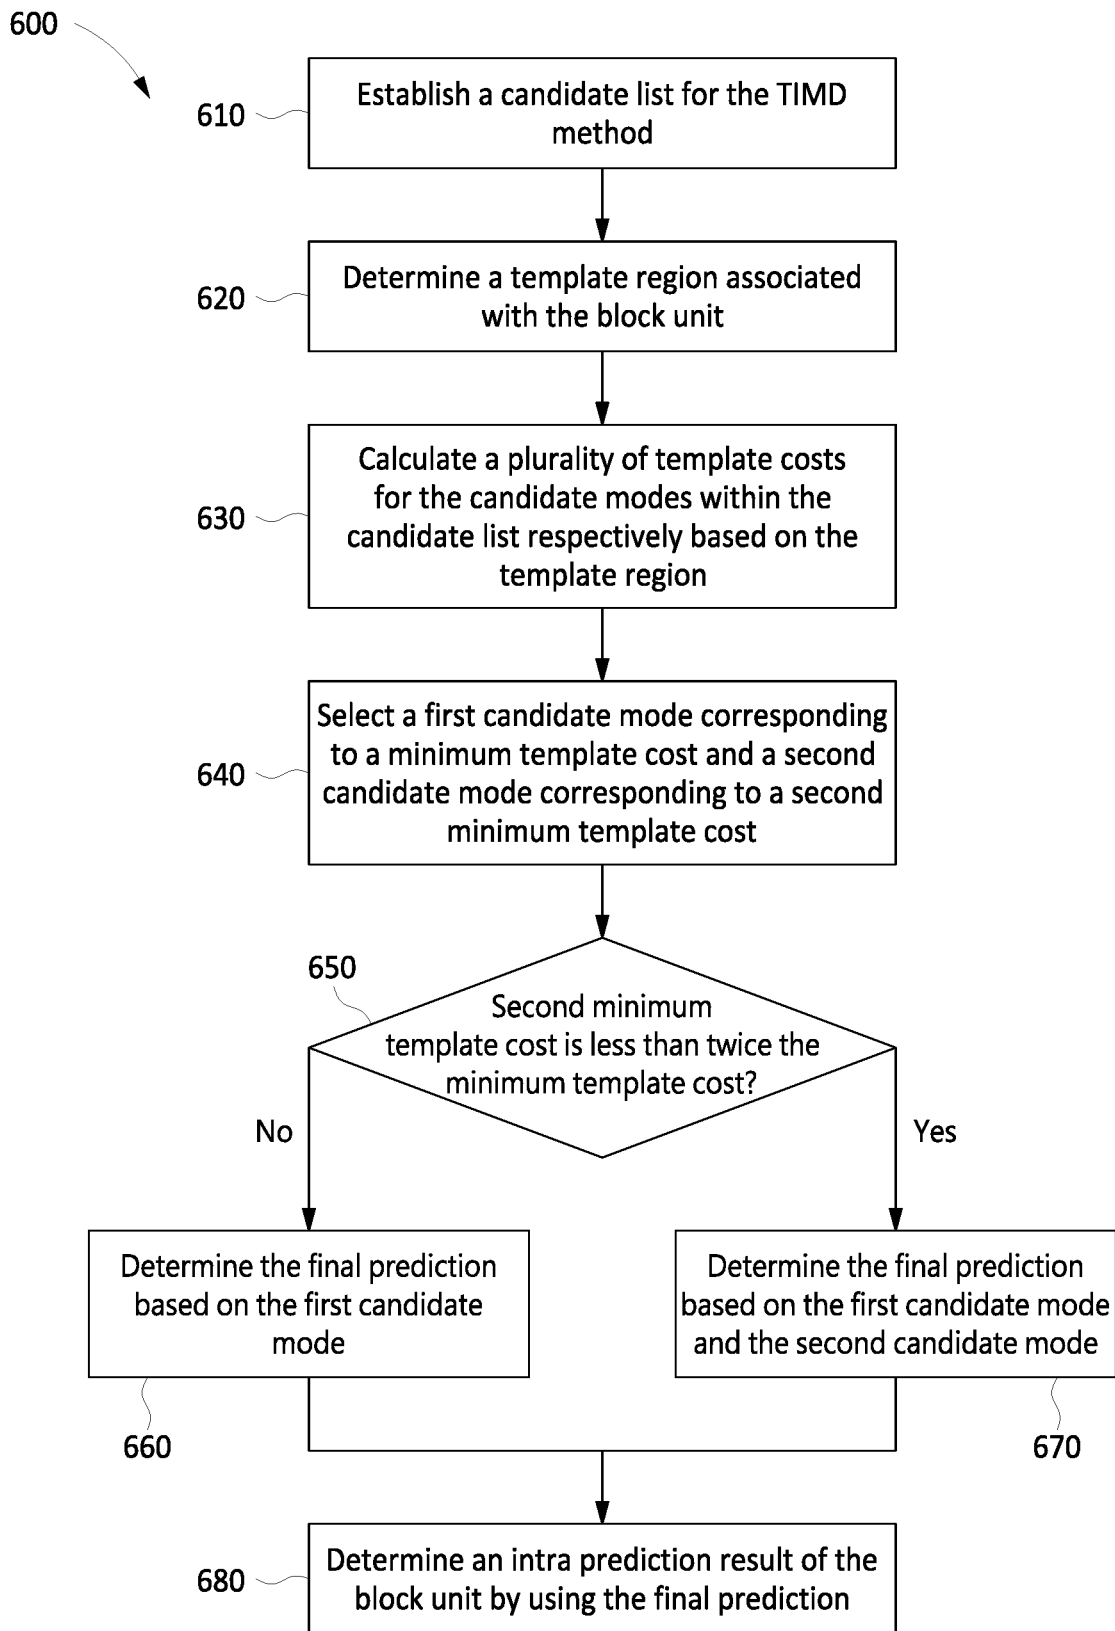 600
610
Establish a candidate list for the TIMD
method
620
Determine a template region associated
with the block unit
630
Calculate a plurality of template costs
for the candidate modes within the
candidate list respectively based on the
template region
640
Select a first candidate mode corresponding
to a minimum template cost and a second
candidate mode corresponding to a second
minimum template cost
650
Second minimum
template cost is less than twice the
minimum template cost?
No
Yes
Determine the final prediction
based on the first candidate
mode
660
Determine the final prediction
based on the first candidate mode
and the second candidate mode
670
680
Determine an intra prediction result of the
block unit by using the final prediction